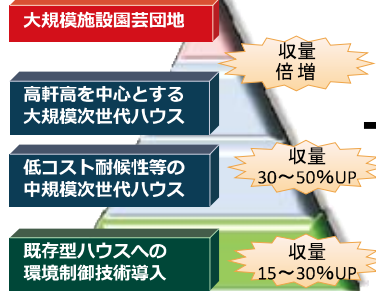 大規模施設園芸団地
収量
倍増
高軒高を中心とする
大規模次世代ハウス
低コスト耐候性等の
中規模次世代ハウス
収量
30～50%UP
既存型ハウスへの
環境制御技術導入
収量
15～30%UP